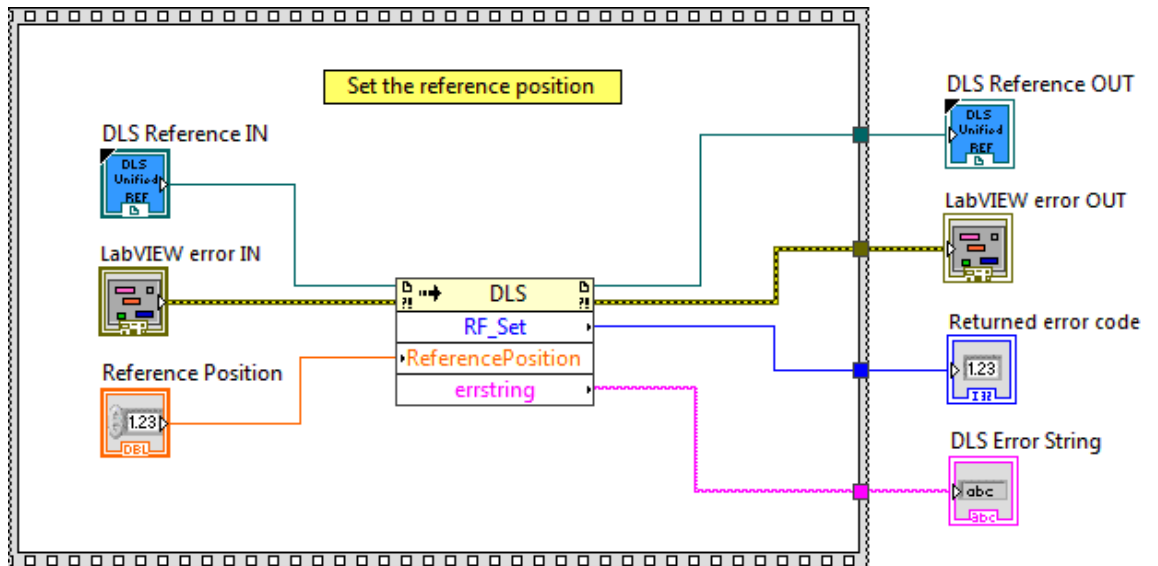 Set the reference position
DLS Reference OUT
DLS
Unified
REF
DLS Reference IN
DLS
Unified
REF
LabVIEW error OUT
LabVIEW error IN
?!
DLS
?!
RF_Set
ReferencePosition
errstring
Returned error code
1.23
I32
Reference Position
1.23
DBL
DLS Error String
abc
abc